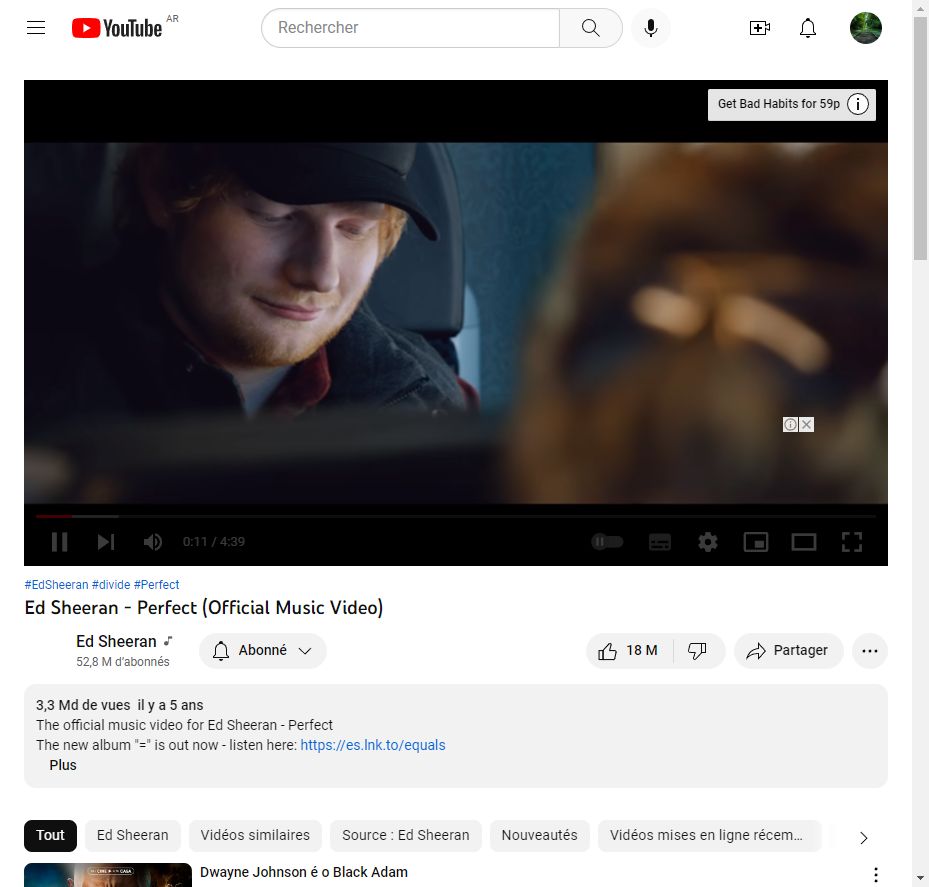 YouTube AR
Rechercher
Get Bad Habits for 59p
0:11 / 4:39
#EdSheeran #divide #Perfect
Ed Sheeran - Perfect (Official Music Video)
Ed Sheeran
Abonné
18 M
Partager
52,8 M d'abonnés
3,3 Md de vues il y a 5 ans
The official music video for Ed Sheeran - Perfect
The new album "=" is out now - listen here: https://es.lnk.to/equals
Plus
Tout
Ed Sheeran
Vidéos similaires
Source : Ed Sheeran
Nouveautés
Vidéos mises en ligne récem...
Dwayne Johnson é o Black Adam